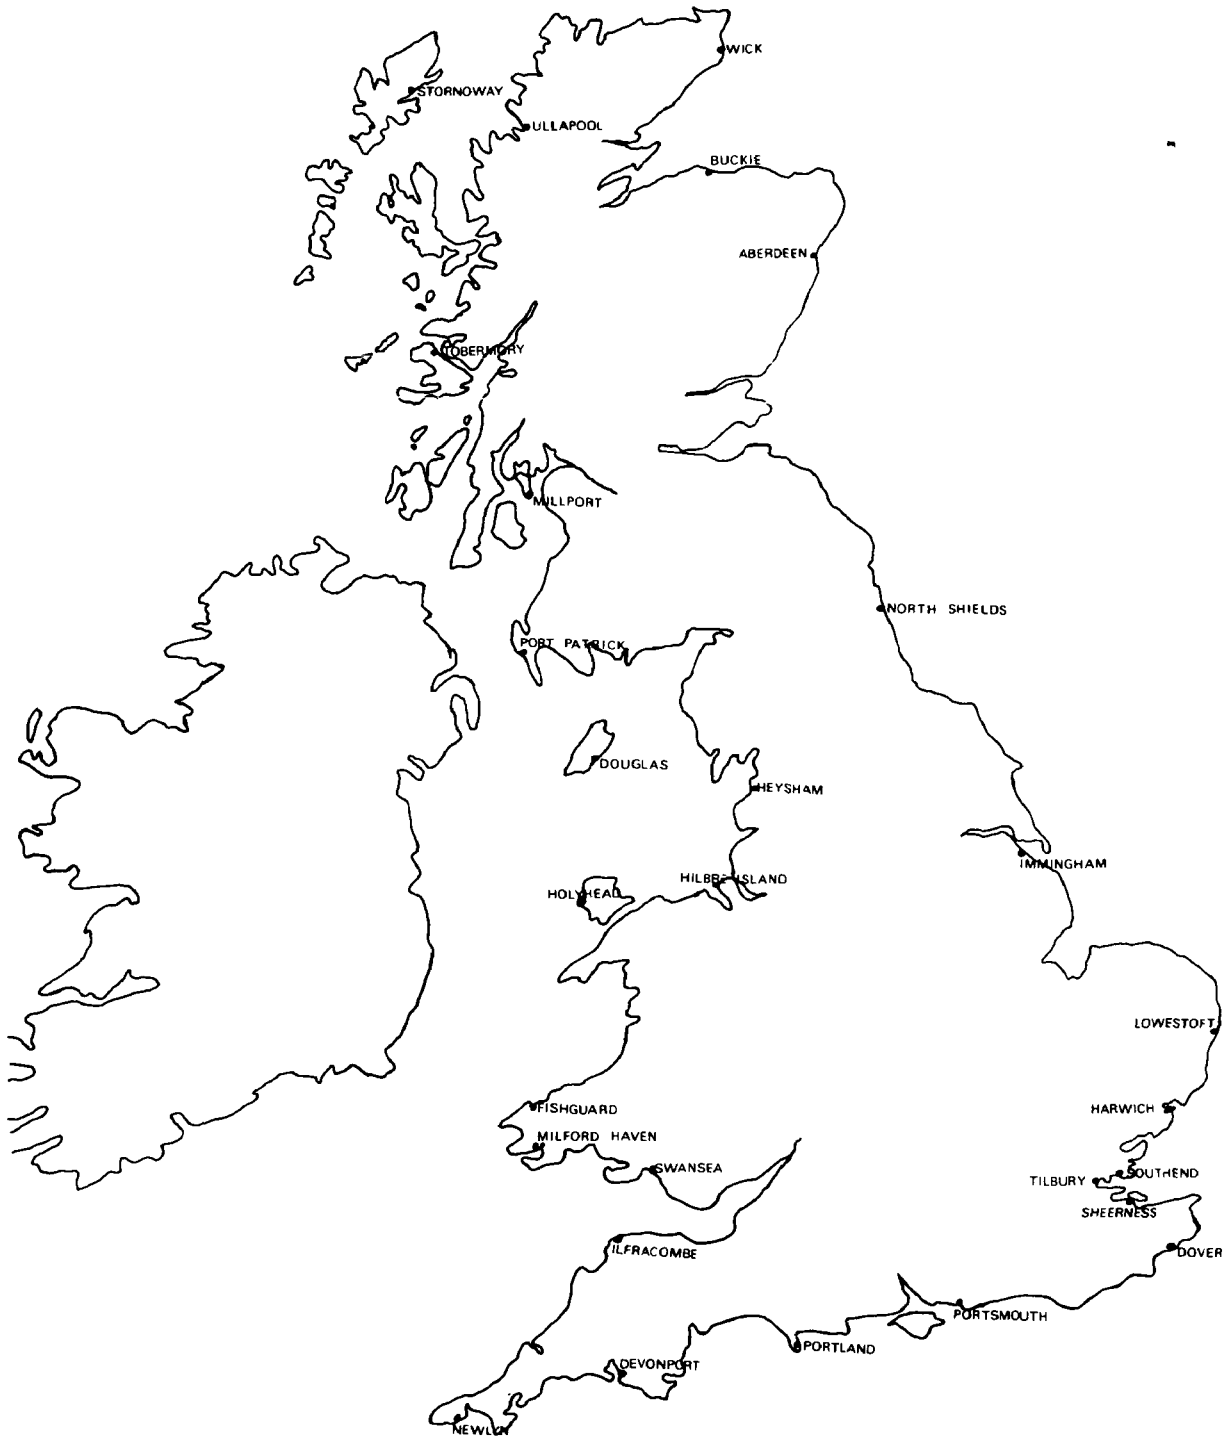 WICK
STORNOWAY
ULLAPOOL
BUCKIE
ABERDEEN
TOBERMORY
MILLPORT
NORTH SHIELDS
PORT PATRICK
DOUGLAS
HEYSHAM
IMMINGHAM
HILBRE ISLAND
HOLYHEAD
LOWESTOFT
HARWICH
FISHGUARD
MILFORD HAVEN
SWANSEA
SOUTHEND
TILBURY
SHEERNESS
ILFRACOMBE
DOVER
PORTSMOUTH
PORTLAND
DEVONPORT
NEWLYN